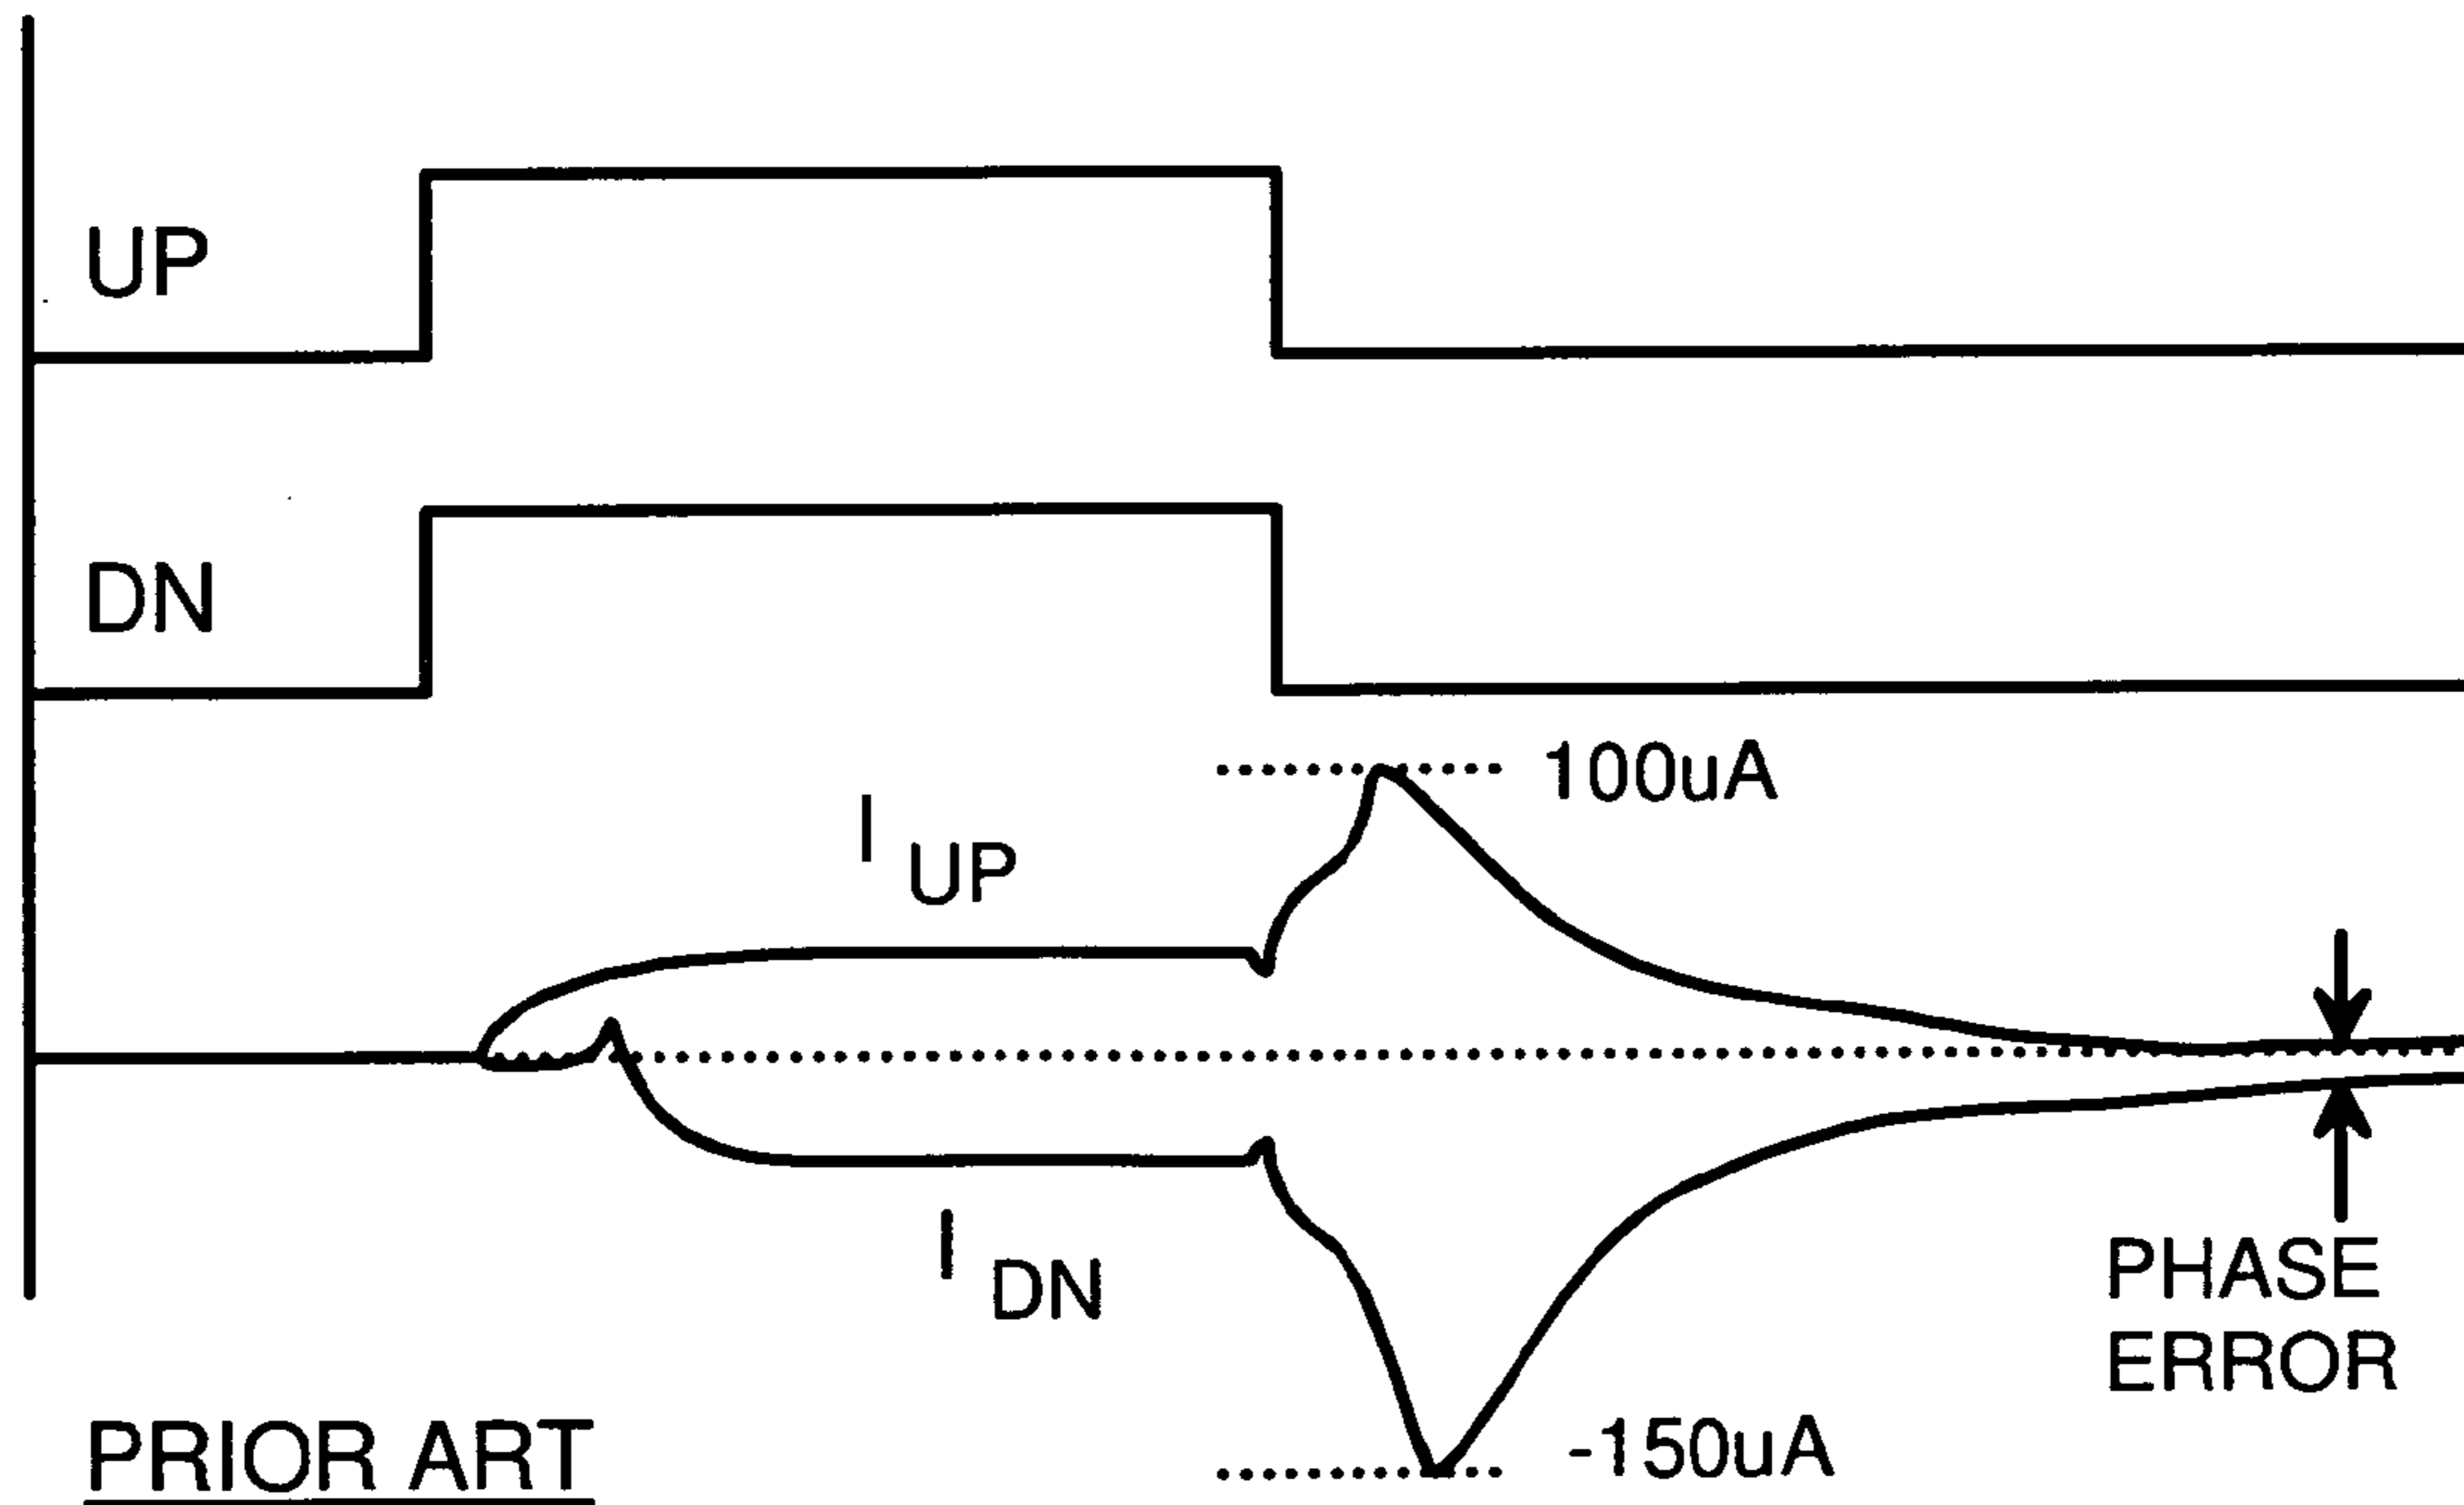 UP
DN
100uA
I UP
I DN
PHASE
ERROR
-150uA
PRIOR ART